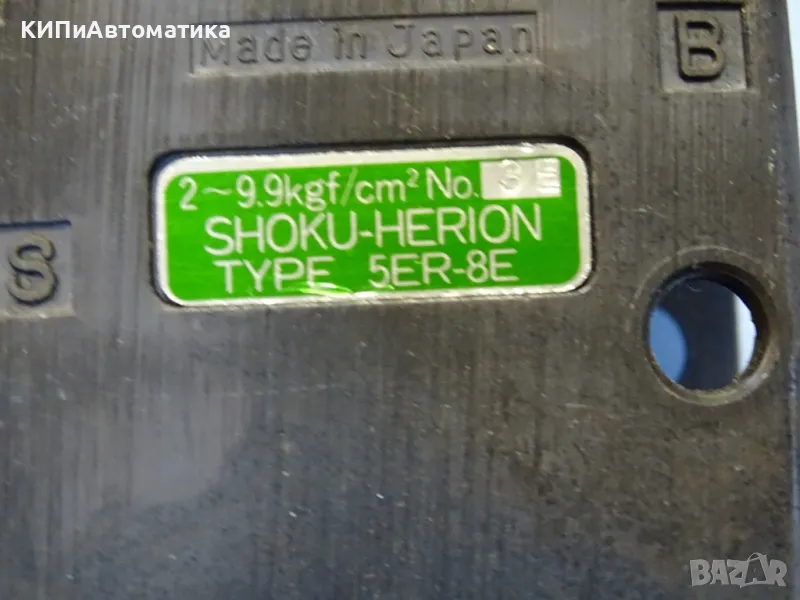 КИПиАвтоматика
Made in Japan
B
2~9.9kgf/cm² No. 3E
SHOKU-HERION
TYPE 5ER-8E
S
BAZAR